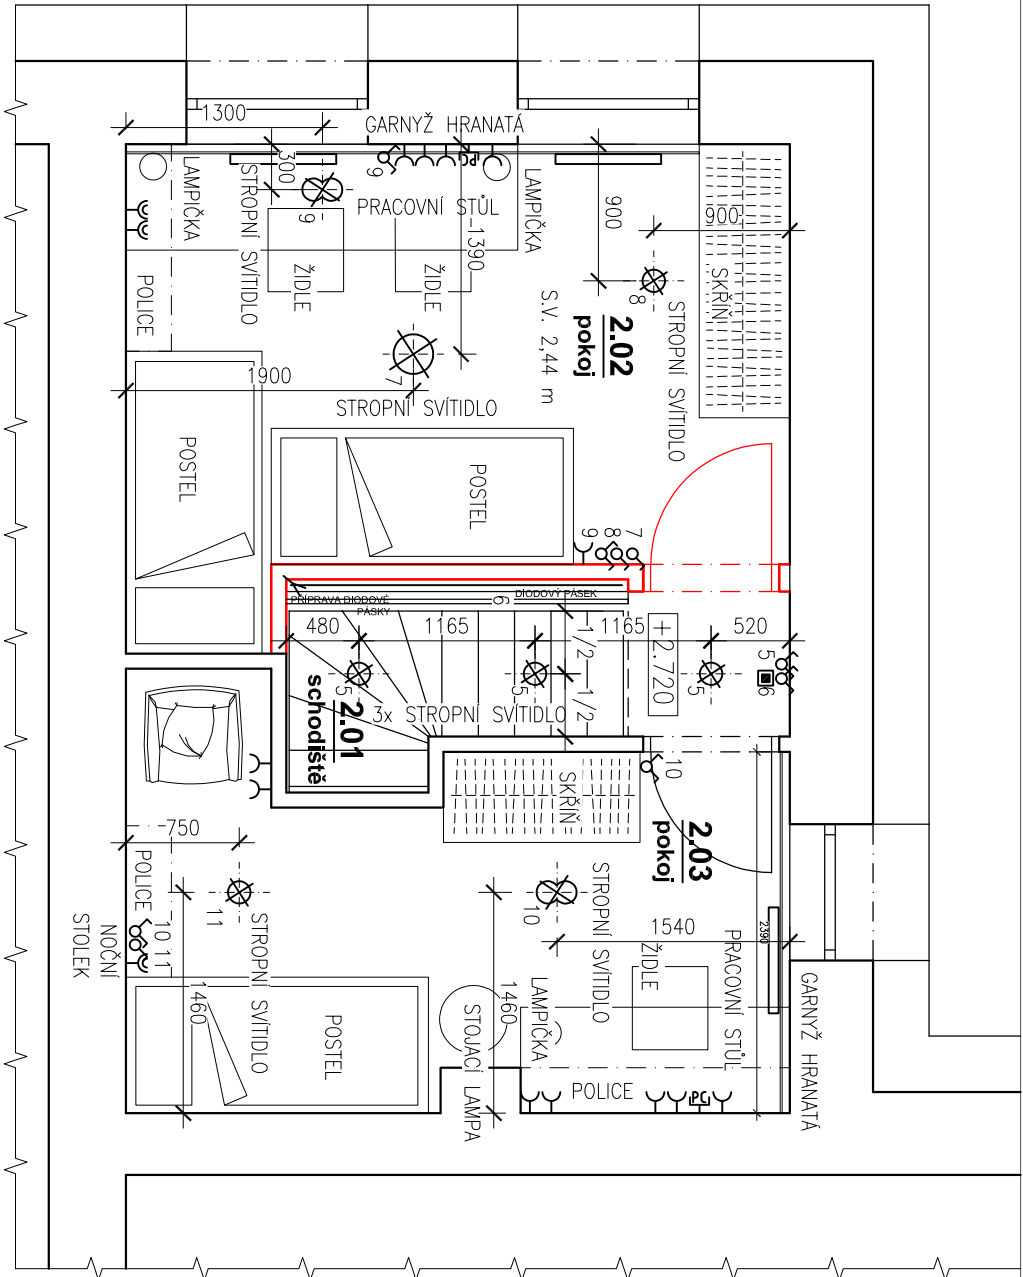 1300
GARNYŽ HRANATÁ
300
9
PC
LAMPIČKA
STROPNÍ SVÍTIDLO
9
PRACOVNÍ STŮL
LAMPIČKA
900
900
1390
ŽIDLE
ŽIDLE
POLICE
8
SKŘÍŇ
S.V. 2,44 m
2.02
pokoj
STROPNÍ SVÍTIDLO
1900
7
STROPNÍ SVÍTIDLO
POSTEL
POSTEL
9
8
7
PŘÍPRAVA DIODOVÉ
PÁSKY
6
DIODOVÝ PÁSEK
480
1165
1/2
1165
+2.720
520
5
5
5
5
6
1/2
2.01
schodiště
3x STROPNÍ SVÍTIDLO
10
SKŘÍŇ
2.03
pokoj
750
POLICE
11
10
STROPNÍ SVÍTIDLO
1540
2390
NOČNÍ
STOLEK
10 11
STROPNÍ SVÍTIDLO
ŽIDLE
PRACOVNÍ STŮL
GARNYŽ HRANATÁ
1460
1460
LAMPIČKA
POSTEL
STOJACÍ LAMPA
POLICE
PC